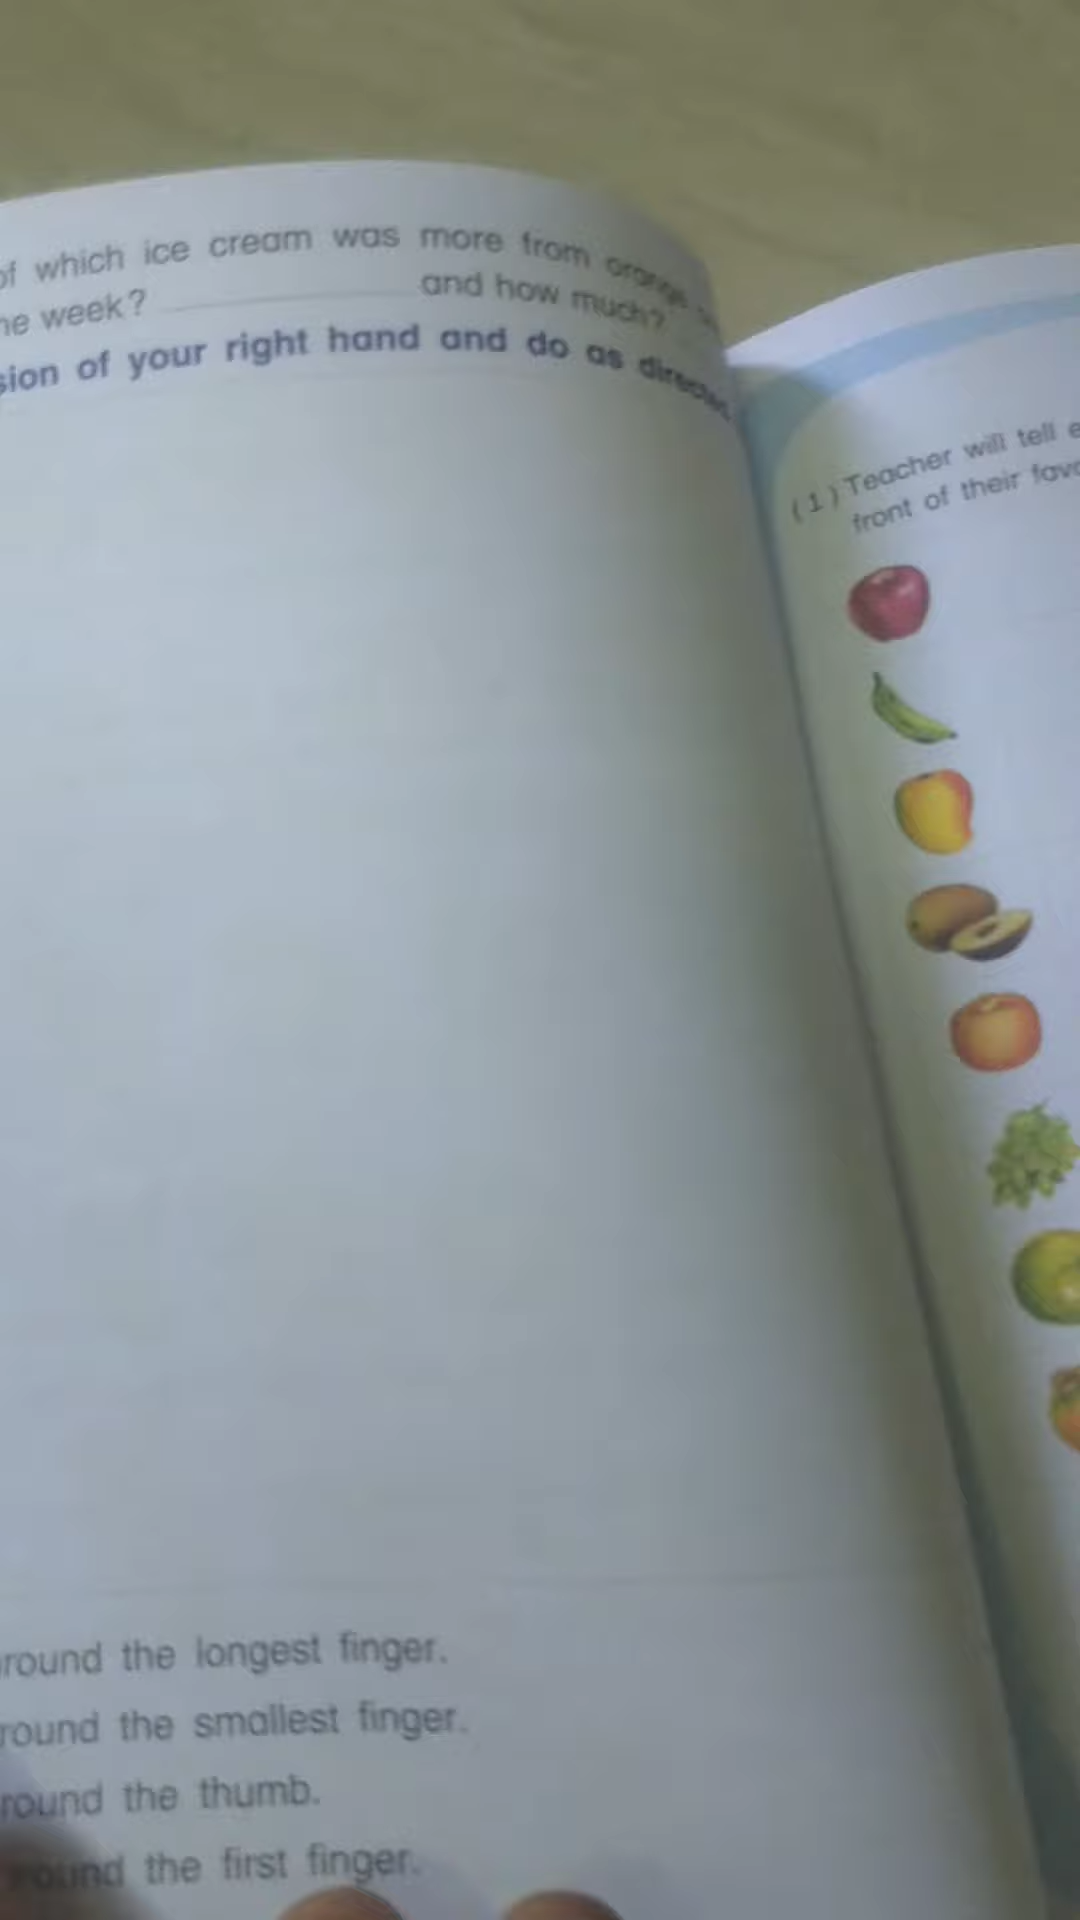 of which ice cream was more from orange
he week? and how much?
sion of your right hand and do as directed
round the longest finger.
round the smallest finger.
round the thumb.
round the first finger.
(1) Teacher will tell e
front of their favo